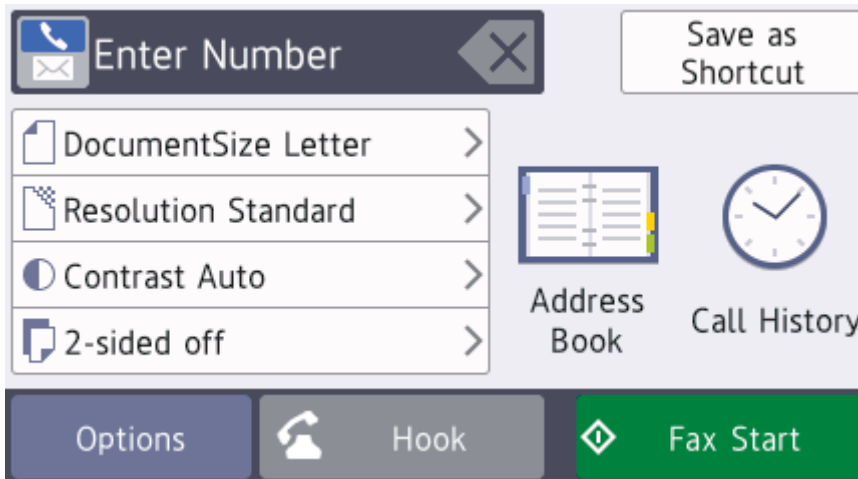 Enter Number
Save as
Shortcut
DocumentSize Letter
Resolution Standard
Contrast Auto
2-sided off
Address
Book
Call History
Options
Hook
Fax Start